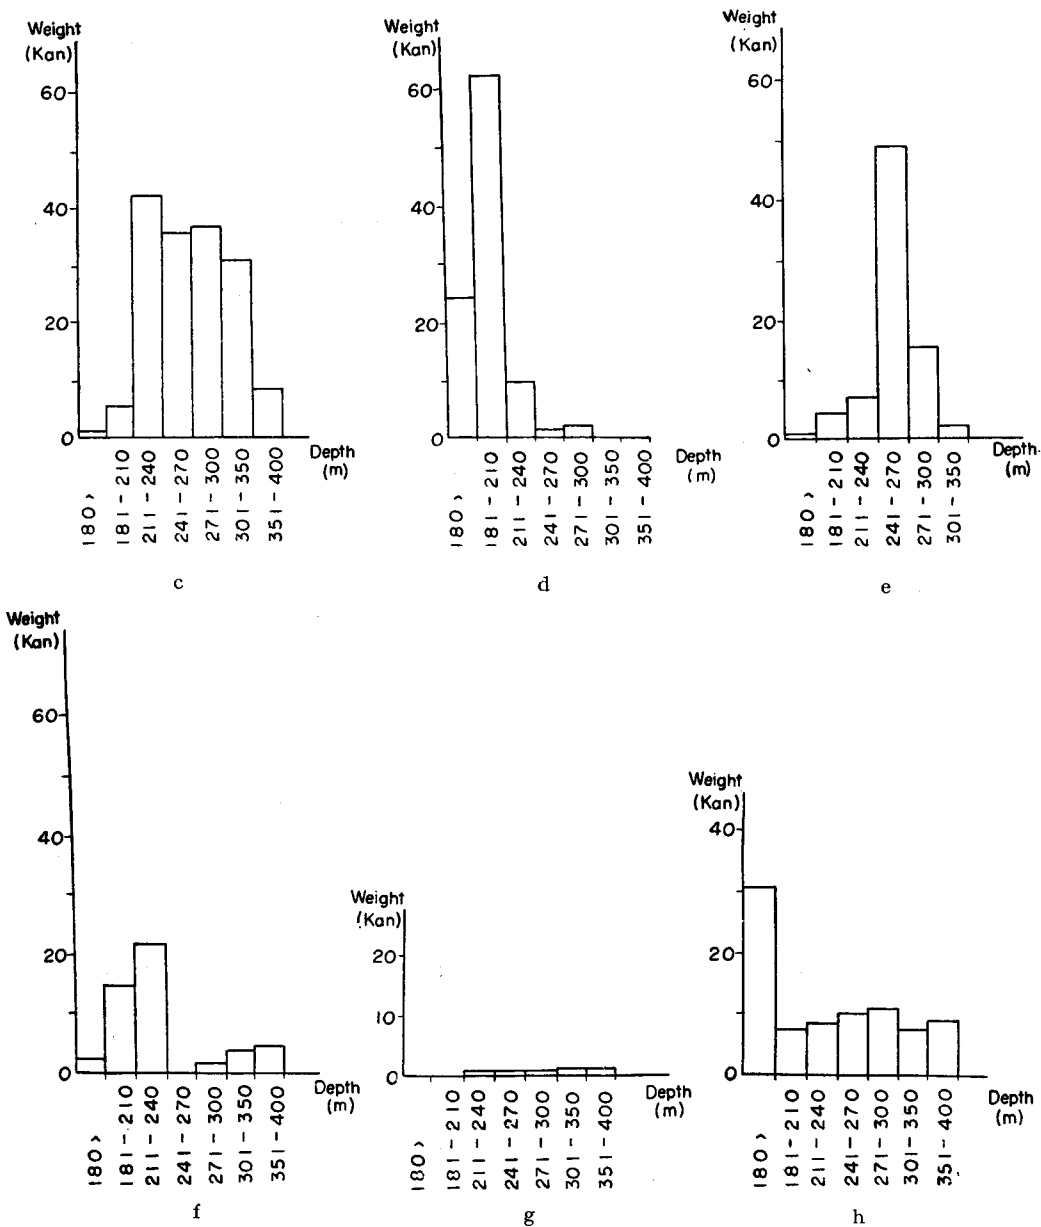 Weight
(Kan)
60
40
20
0
Depth
(m)
180>
181-210
211-240
241-270
271-300
301-350
351-400
c
Weight
(Kan)
60
40
20
0
Depth
(m)
180>
181-210
211-240
241-270
271-300
301-350
351-400
d
Weight
(Kan)
60
40
20
0
Depth
(m)
180>
181-210
211-240
241-270
271-300
301-350
e
Weight
(Kan)
60
40
20
0
Depth
(m)
180>
181-210
211-240
241-270
271-300
301-350
351-400
f
Weight
(Kan)
20
10
0
Depth
(m)
180>
181-210
211-240
241-270
271-300
301-350
351-400
g
Weight
(Kan)
40
20
0
Depth
(m)
180>
181-210
211-240
241-270
271-300
301-350
351-400
h